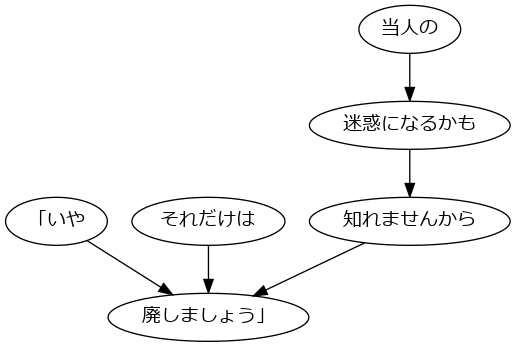 当人の
迷惑になるかも
「いや
それだけは
知れませんから
廃しましょう」